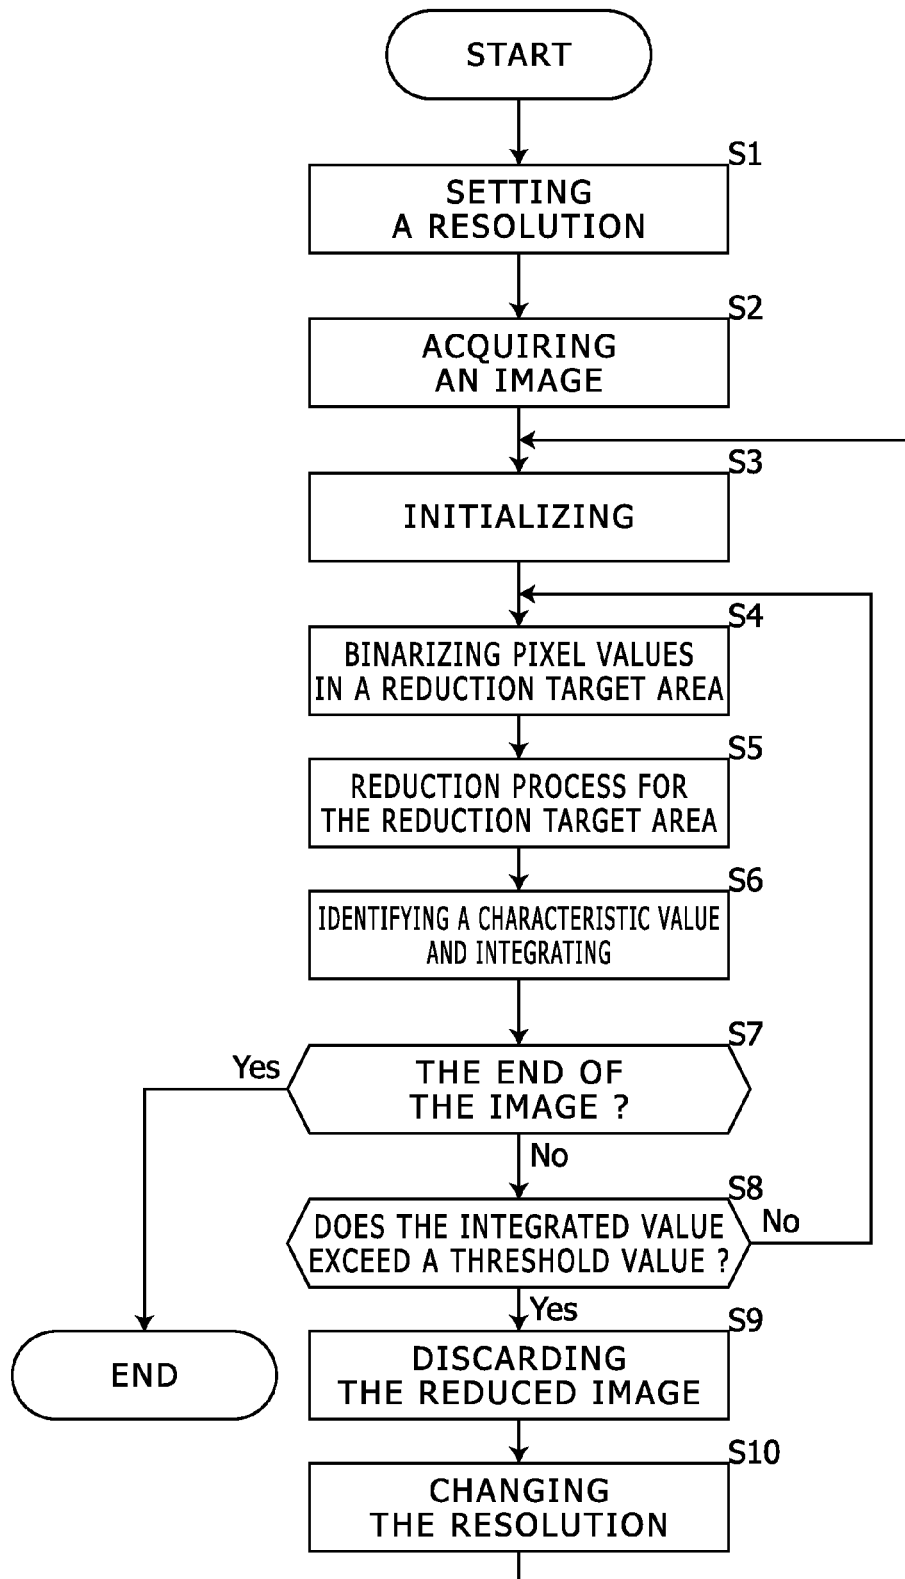 START
S1
SETTING
A RESOLUTION
S2
ACQUIRING
AN IMAGE
S3
INITIALIZING
S4
BINARIZING PIXEL VALUES
IN A REDUCTION TARGET AREA
S5
REDUCTION PROCESS FOR
THE REDUCTION TARGET AREA
S6
IDENTIFYING A CHARACTERISTIC VALUE
AND INTEGRATING
S7
Yes
THE END OF
THE IMAGE ?
No
S8
DOES THE INTEGRATED VALUE
EXCEED A THRESHOLD VALUE ?
No
Yes
S9
END
DISCARDING
THE REDUCED IMAGE
S10
CHANGING
THE RESOLUTION